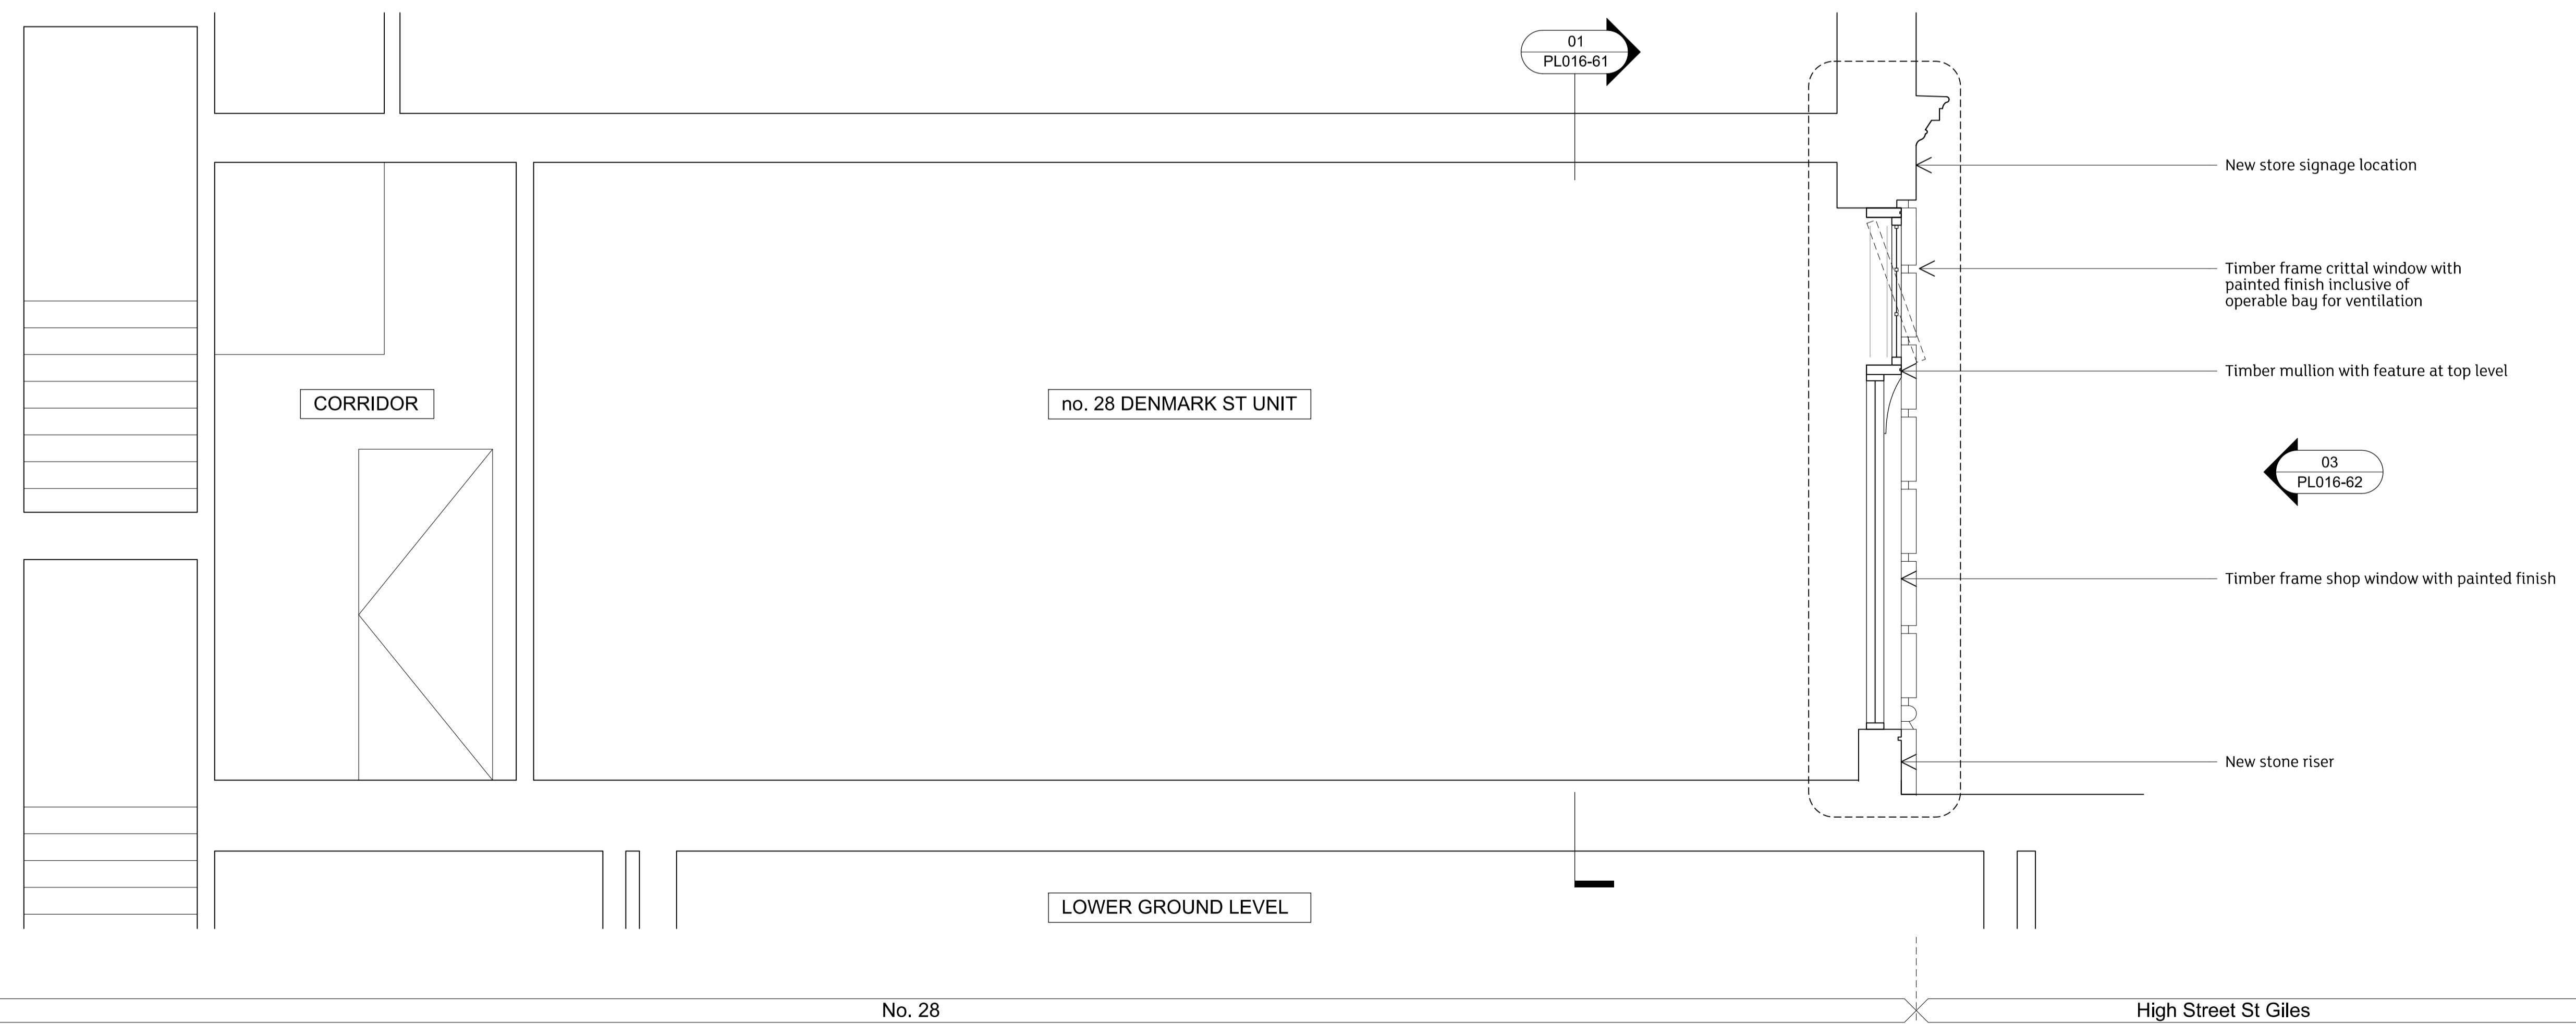 01
PL016-61
New store signage location
Timber frame crittal window with
painted finish inclusive of
operable bay for ventilation
Timber mullion with feature at top level
CORRIDOR
no. 28 DENMARK ST UNIT
03
PL016-62
Timber frame shop window with painted finish
New stone riser
LOWER GROUND LEVEL
No. 28
High Street St Giles